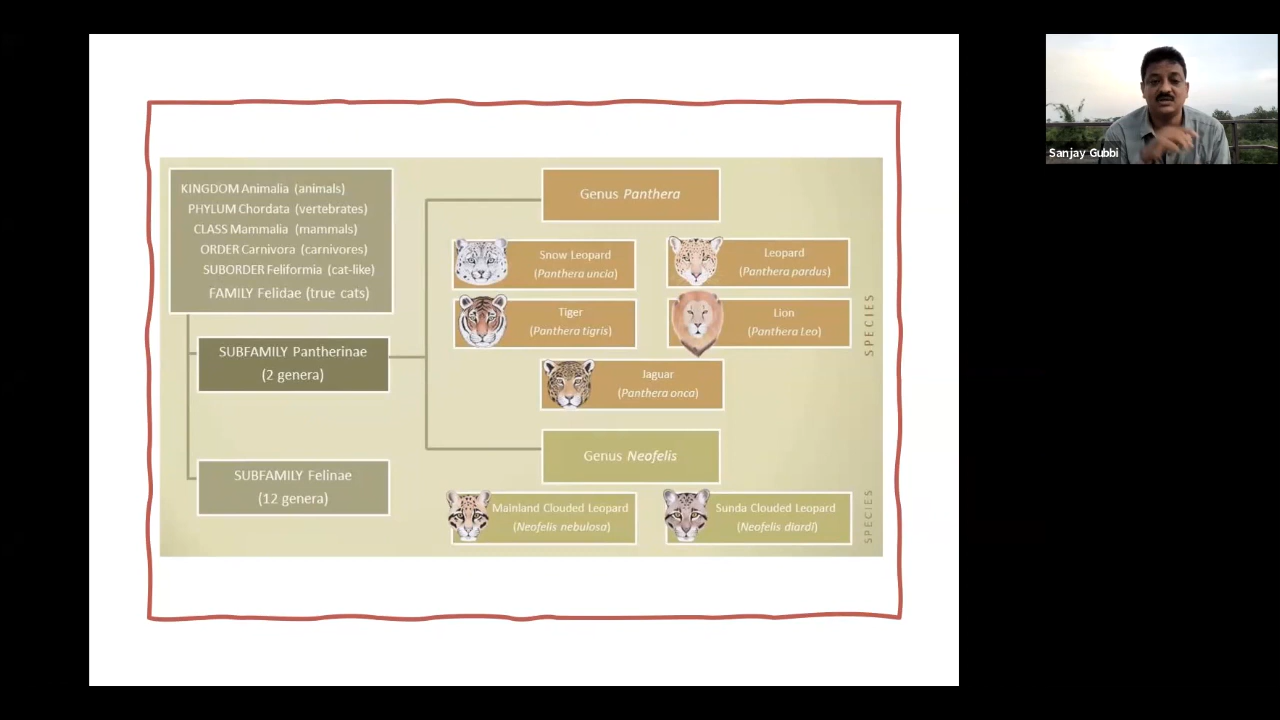 KINGDOM Animalia (animals)
PHYLUM Chordata (vertebrates)
CLASS Mammalia (mammals)
ORDER Carnivora (carnivores)
SUBORDER Feliformia (cat-like)
FAMILY Felidae (true cats)
SUBFAMILY Pantherinae
(2 genera)
SUBFAMILY Felinae
(12 genera)
Genus Panthera
Snow Leopard
(Panthera uncia)
Leopard
(Panthera pardus)
Tiger
(Panthera tigris)
Lion
(Panthera Leo)
Jaguar
(Panthera onca)
SPECIES
Genus Neofelis
Mainland Clouded Leopard
(Neofelis nebulosa)
Sunda Clouded Leopard
(Neofelis diardi)
SPECIES
Sanjay Gubbi